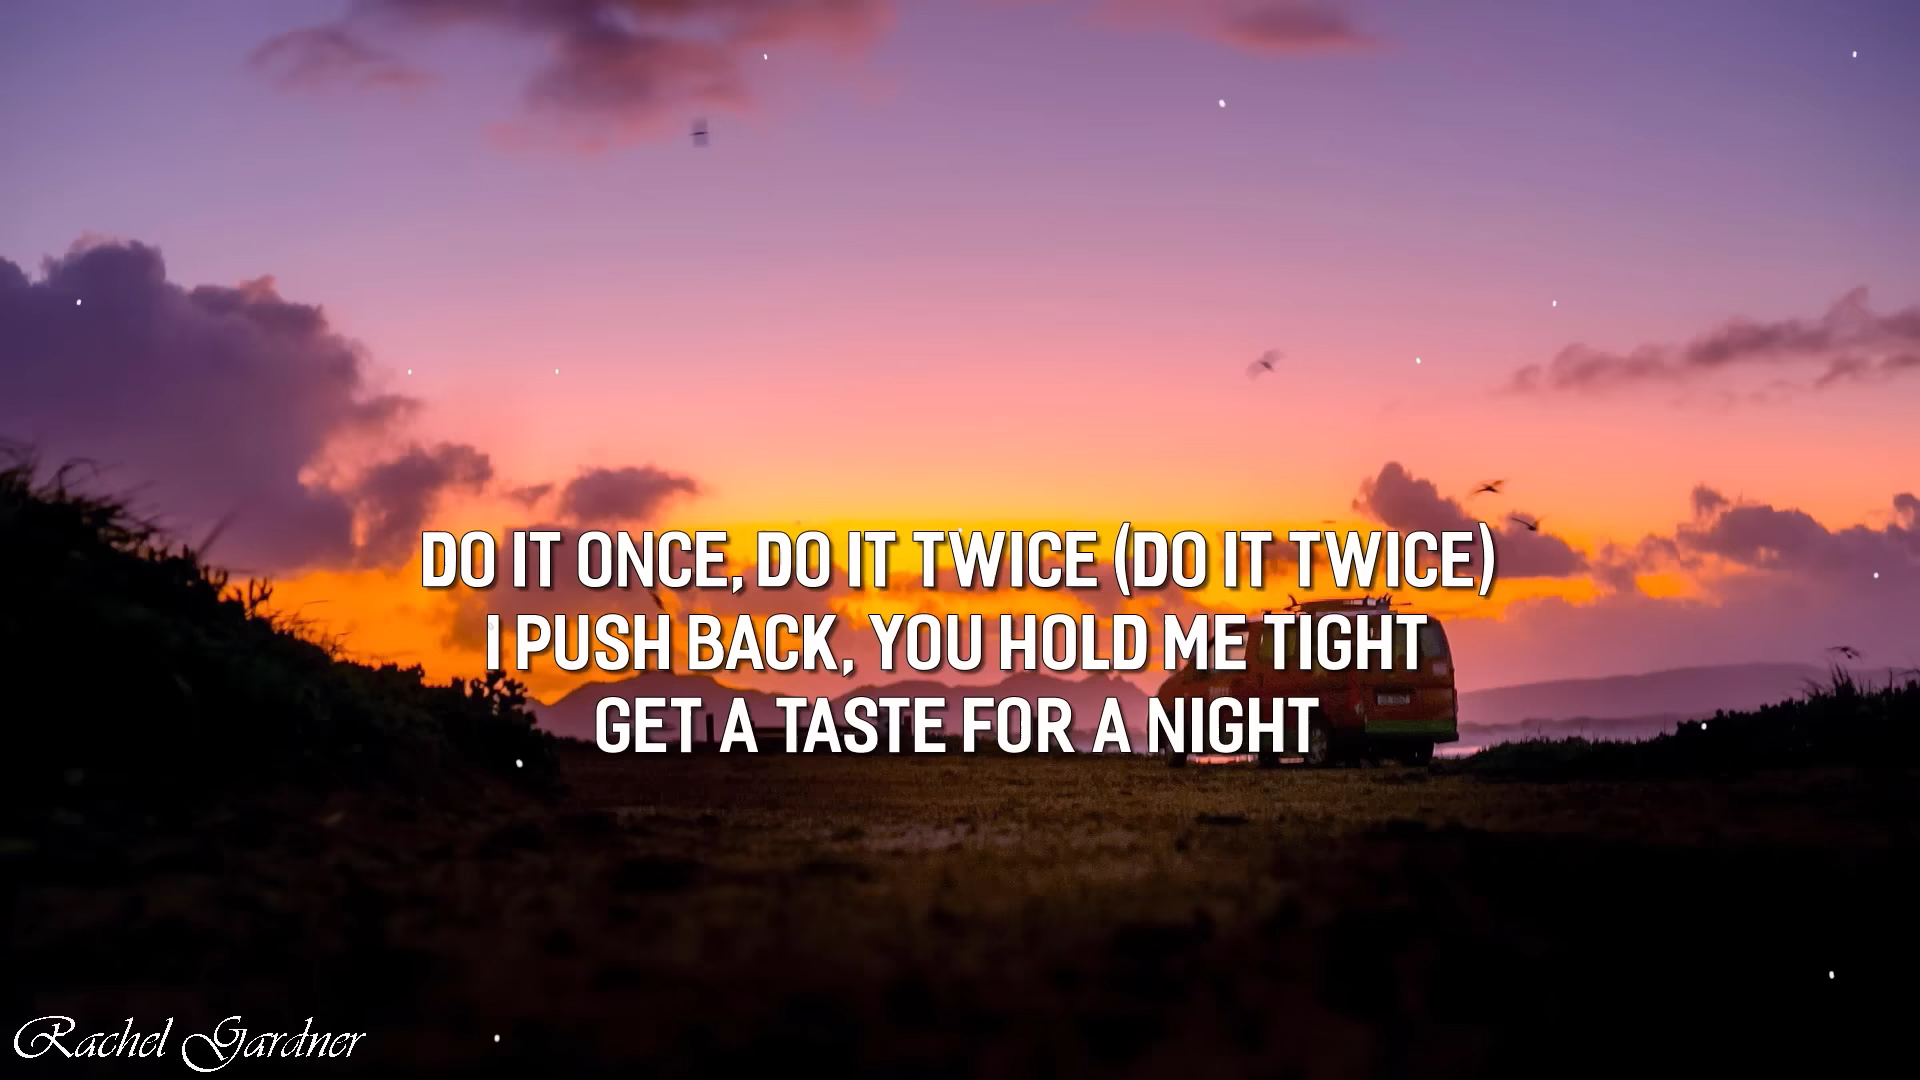 DO IT ONCE, DO IT TWICE (DO IT TWICE)
I PUSH BACK, YOU HOLD ME TIGHT
GET A TASTE FOR A NIGHT
Rachel Gardner